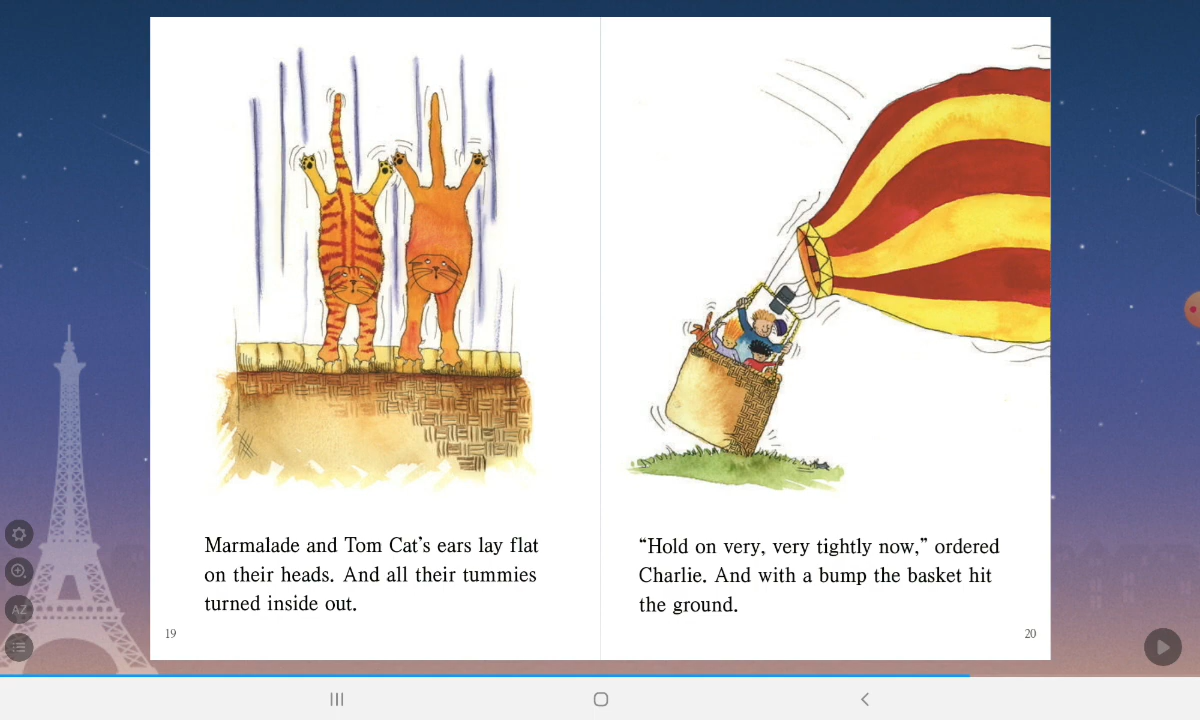 Marmalade and Tom Cat's ears lay flat
on their heads. And all their tummies
turned inside out.
19
“Hold on very, very tightly now,” ordered
Charlie. And with a bump the basket hit
the ground.
20
AZ